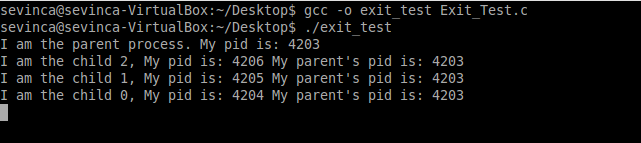 sevinca@sevinca-VirtualBox:~/Desktop$ gcc -o exit_test Exit_Test.c
sevinca@sevinca-VirtualBox:~/Desktop$ ./exit_test
I am the parent process. My pid is: 4203
I am the child 2, My pid is: 4206 My parent's pid is: 4203
I am the child 1, My pid is: 4205 My parent's pid is: 4203
I am the child 0, My pid is: 4204 My parent's pid is: 4203